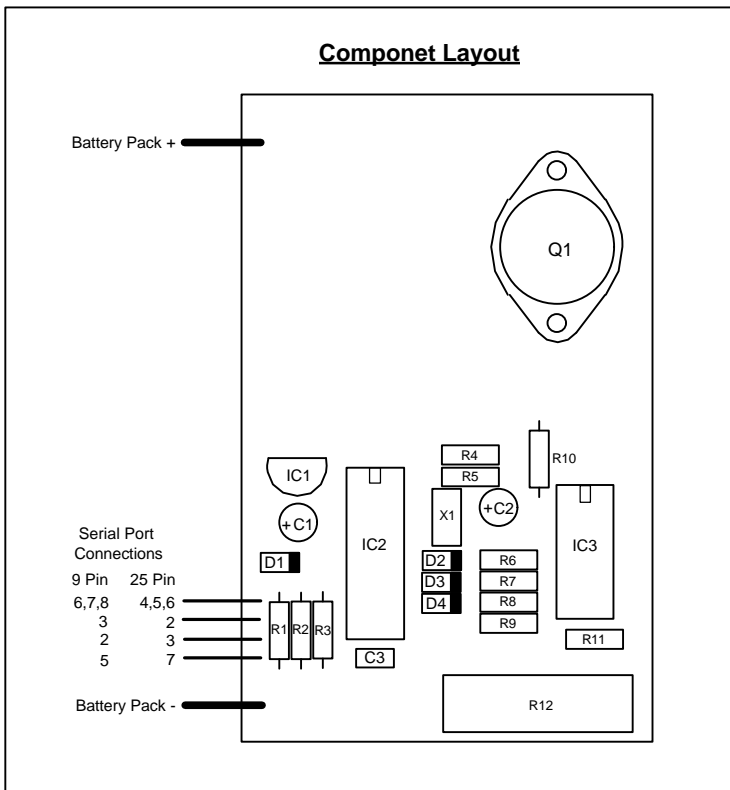 Componet Layout
Battery Pack +
Q1
R4
R10
IC1
R5
+C1
X1
+C2
IC2
IC3
Serial Port
Connections
D1
D2
R6
9 Pin 25 Pin
D3
R7
6,7,8 4,5,6
D4
R8
3 2
R1 R2 R3
R9
2 3
R11
5 7
C3
Battery Pack -
R12